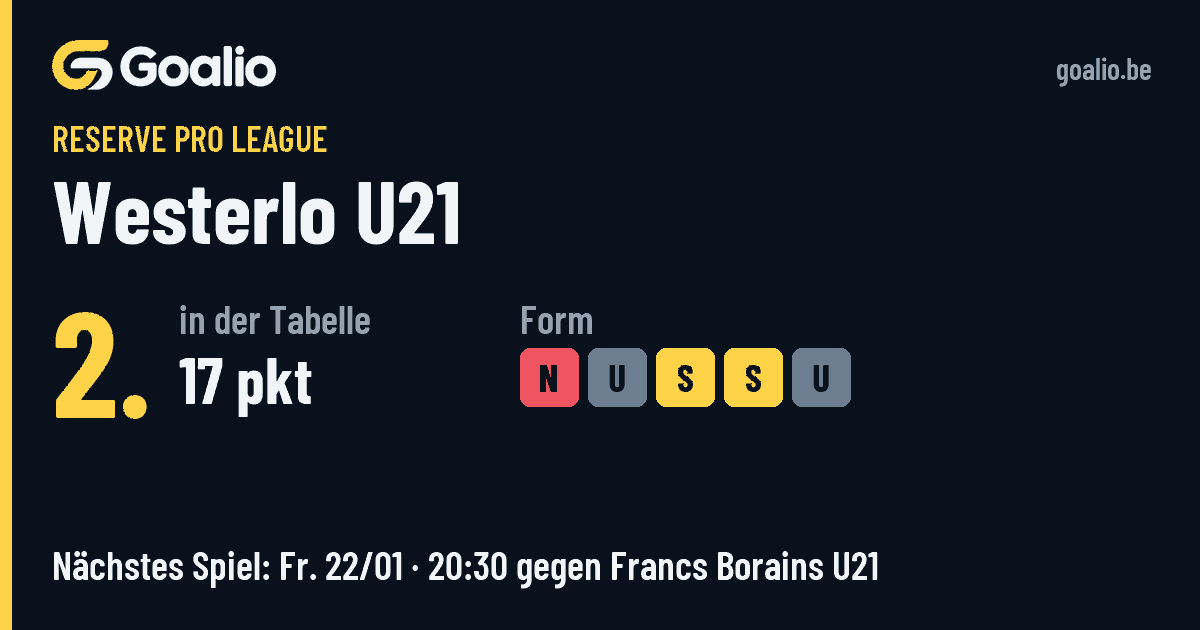 Goalio
goalio.be
RESERVE PRO LEAGUE
Westerlo U21
2.
in der Tabelle
17 pkt
Form
N U S S U
Nächstes Spiel: Fr. 22/01 · 20:30 gegen Francs Borains U21